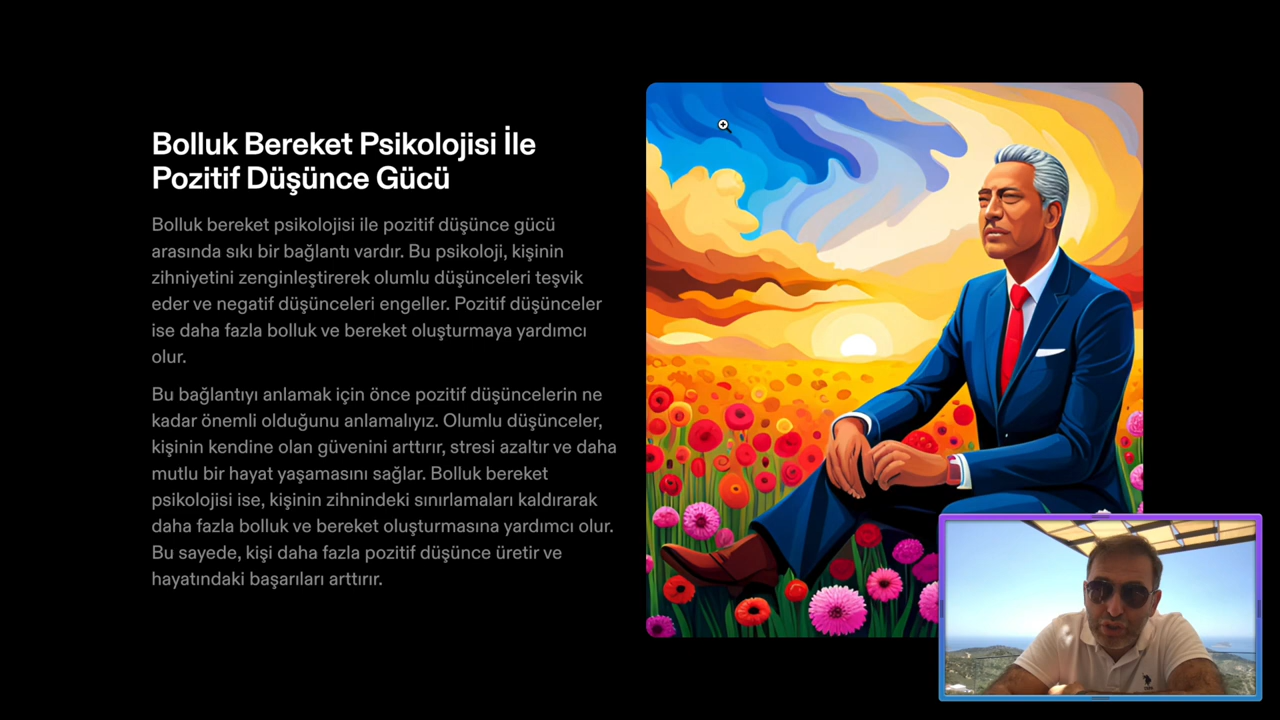 Bolluk Bereket Psikolojisi İle
Pozitif Düşünce Gücü
Bolluk bereket psikolojisi ile pozitif düşünce gücü
arasında sıkı bir bağlantı vardır. Bu psikoloji, kişinin
zihniyetini zenginleştirerek olumlu düşünceleri teşvik
eder ve negatif düşünceleri engeller. Pozitif düşünceler
ise daha fazla bolluk ve bereket oluşturmaya yardımcı
olur.
Bu bağlantıyı anlamak için önce pozitif düşüncelerin ne
kadar önemli olduğunu anlamalıyız. Olumlu düşünceler,
kişinin kendine olan güvenini arttırır, stresi azaltır ve daha
mutlu bir hayat yaşamasını sağlar. Bolluk bereket
psikolojisi ise, kişinin zihnindeki sınırlamaları kaldırarak
daha fazla bolluk ve bereket oluşturmasına yardımcı olur.
Bu sayede, kişi daha fazla pozitif düşünce üretir ve
hayatındaki başarıları arttırır.